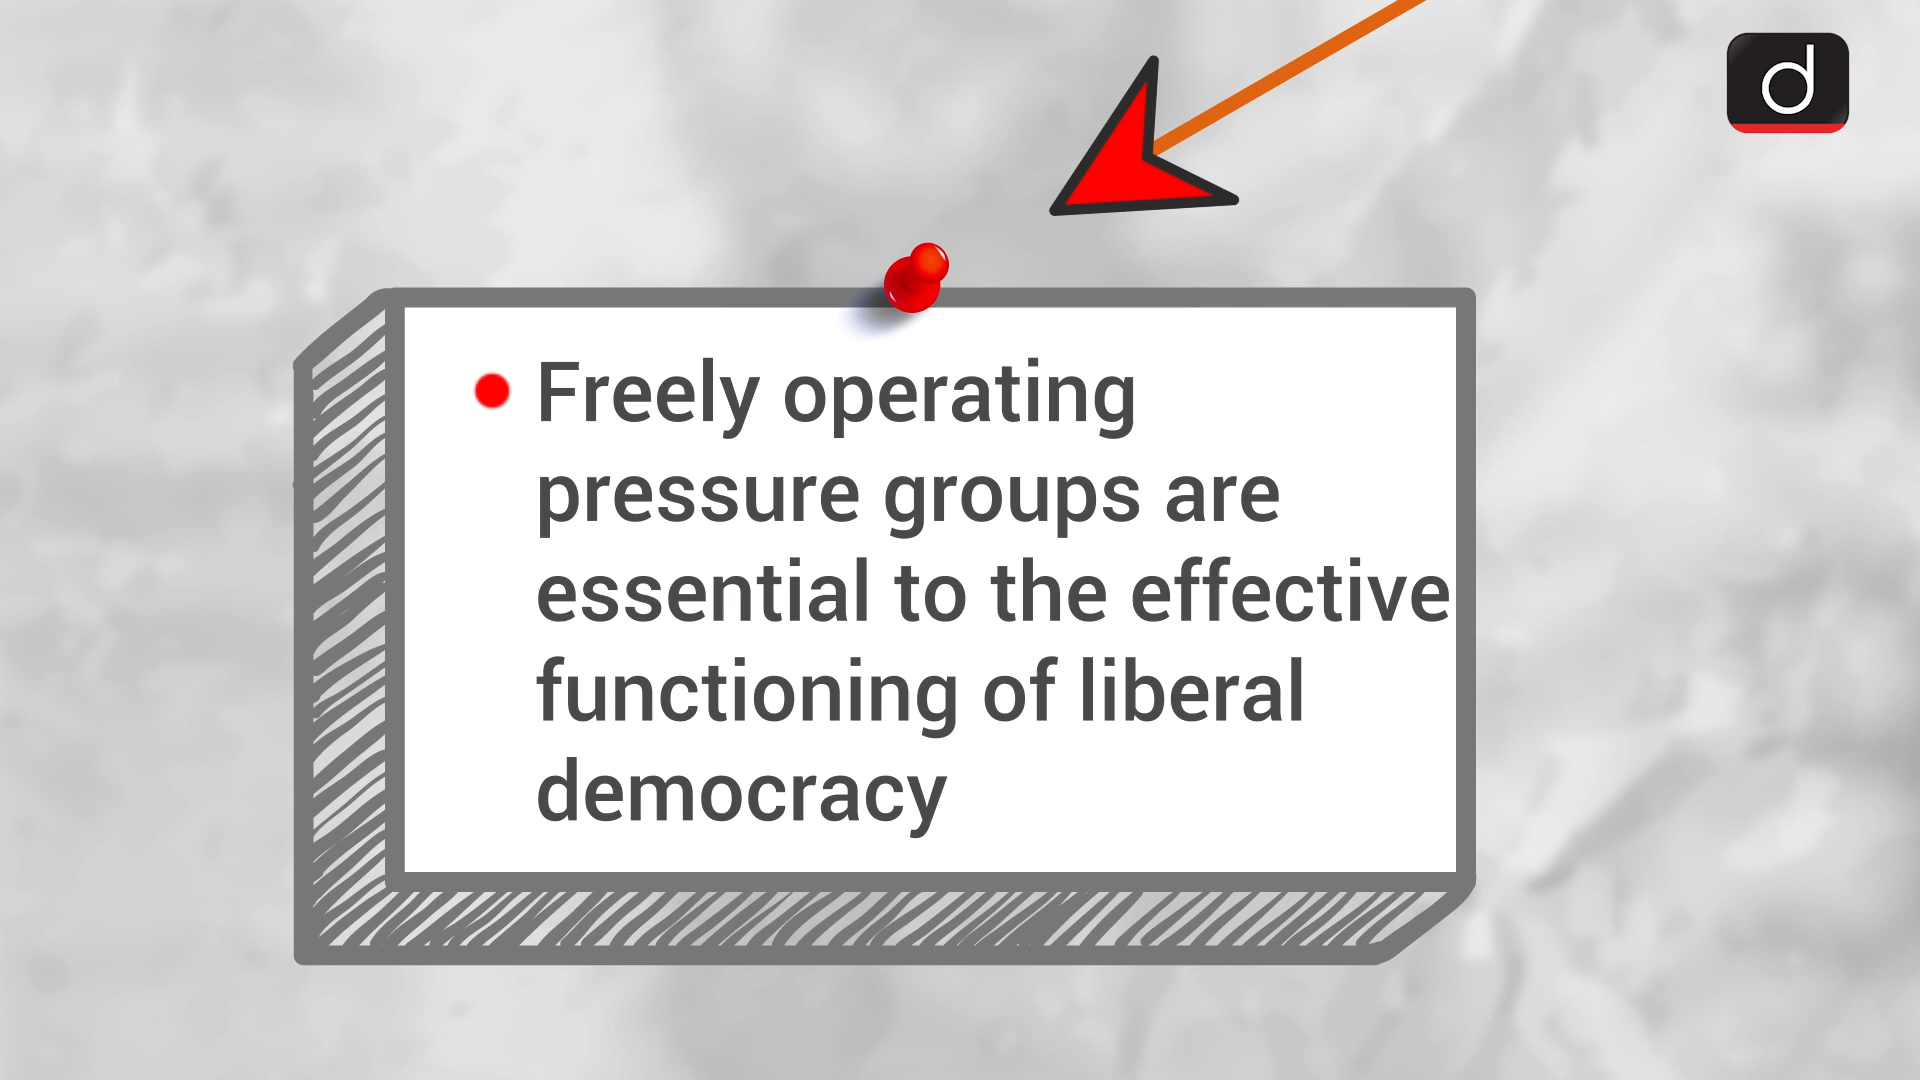 d
Freely operating
pressure groups are
essential to the effective
functioning of liberal
democracy